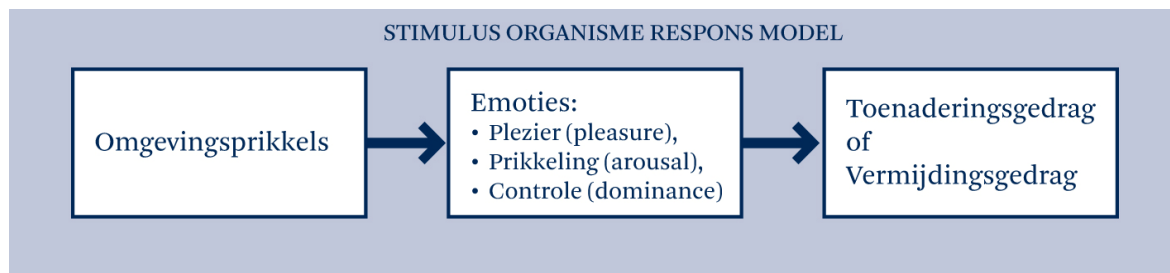 STIMULUS ORGANISME RESPONS MODEL
Omgevingsprikkels
Emoties:
• Plezier (pleasure),
• Prikkeling (arousal),
• Controle (dominance)
Toenaderingsgedrag
of
Vermijdingsgedrag